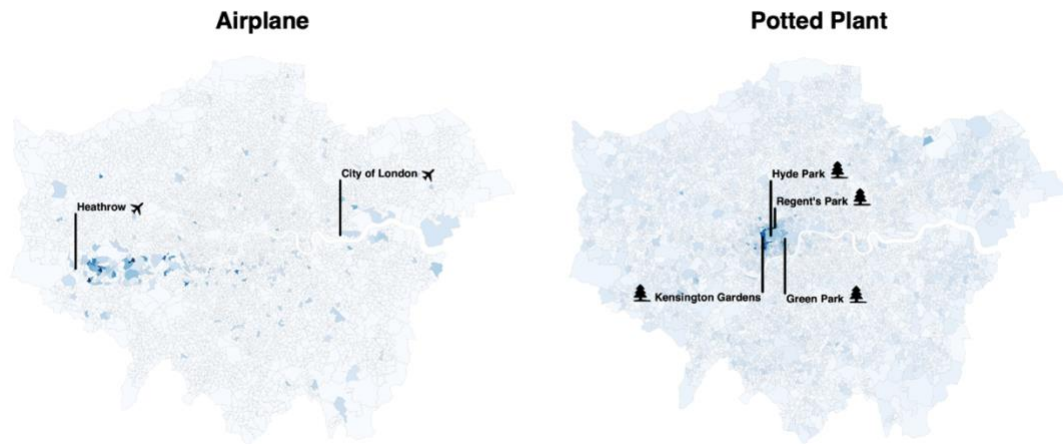 Airplane
Heathrow
City of London
Potted Plant
Hyde Park
Regent's Park
Kensington Gardens
Green Park